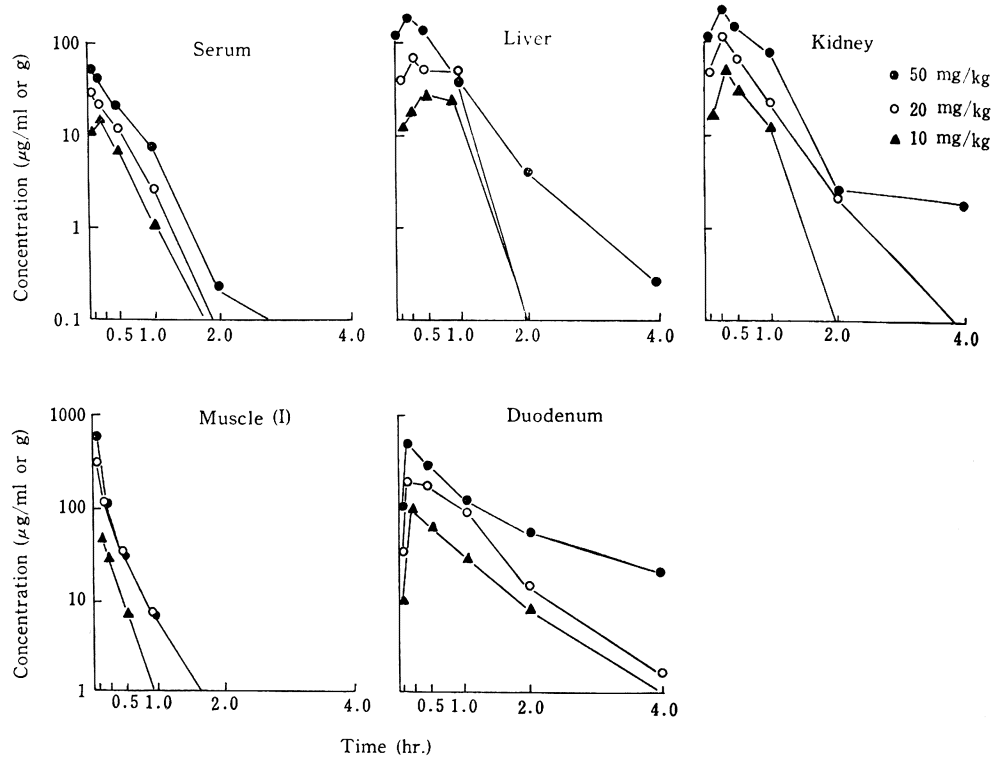 Serum
Liver
Kidney
● 50 mg/kg
○ 20 mg/kg
▲ 10 mg/kg
Concentration (μg/ml or g)
100
10
1
0.1
0.5 1.0 2.0 4.0
0.5 1.0 2.0 4.0
0.5 1.0 2.0 4.0
Muscle (I)
Duodenum
Concentration (μg/ml or g)
1000
100
10
1
0.5 1.0 2.0 4.0
0.5 1.0 2.0 4.0
Time (hr.)